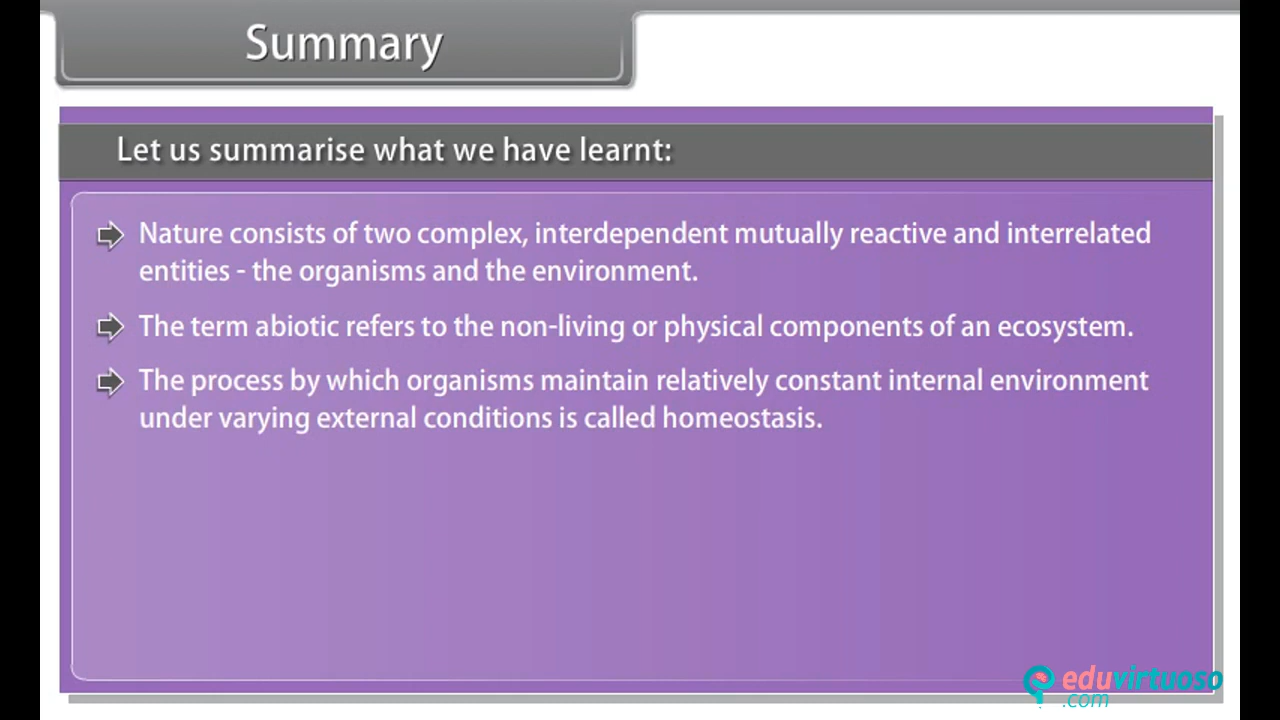 Summary
Let us summarise what we have learnt:
Nature consists of two complex, interdependent mutually reactive and interrelated
entities - the organisms and the environment.
The term abiotic refers to the non-living or physical components of an ecosystem.
The process by which organisms maintain relatively constant internal environment
under varying external conditions is called homeostasis.
eduvirtuoso
.com